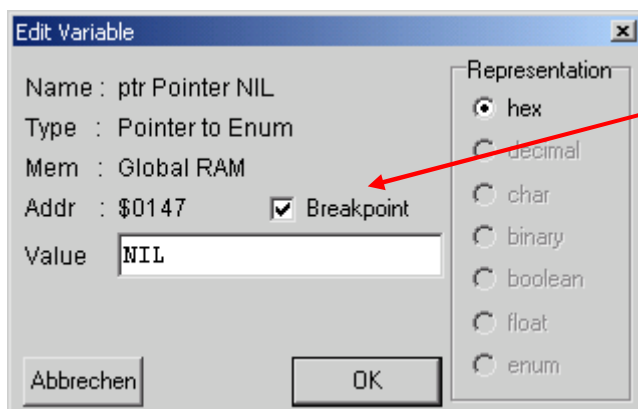 Edit Variable
Name : ptr Pointer NIL
Type : Pointer to Enum
Mem : Global RAM
Addr : $0147 Breakpoint
Value NIL
Abbrechen OK
Representation
hex
decimal
char
binary
boolean
float
enum